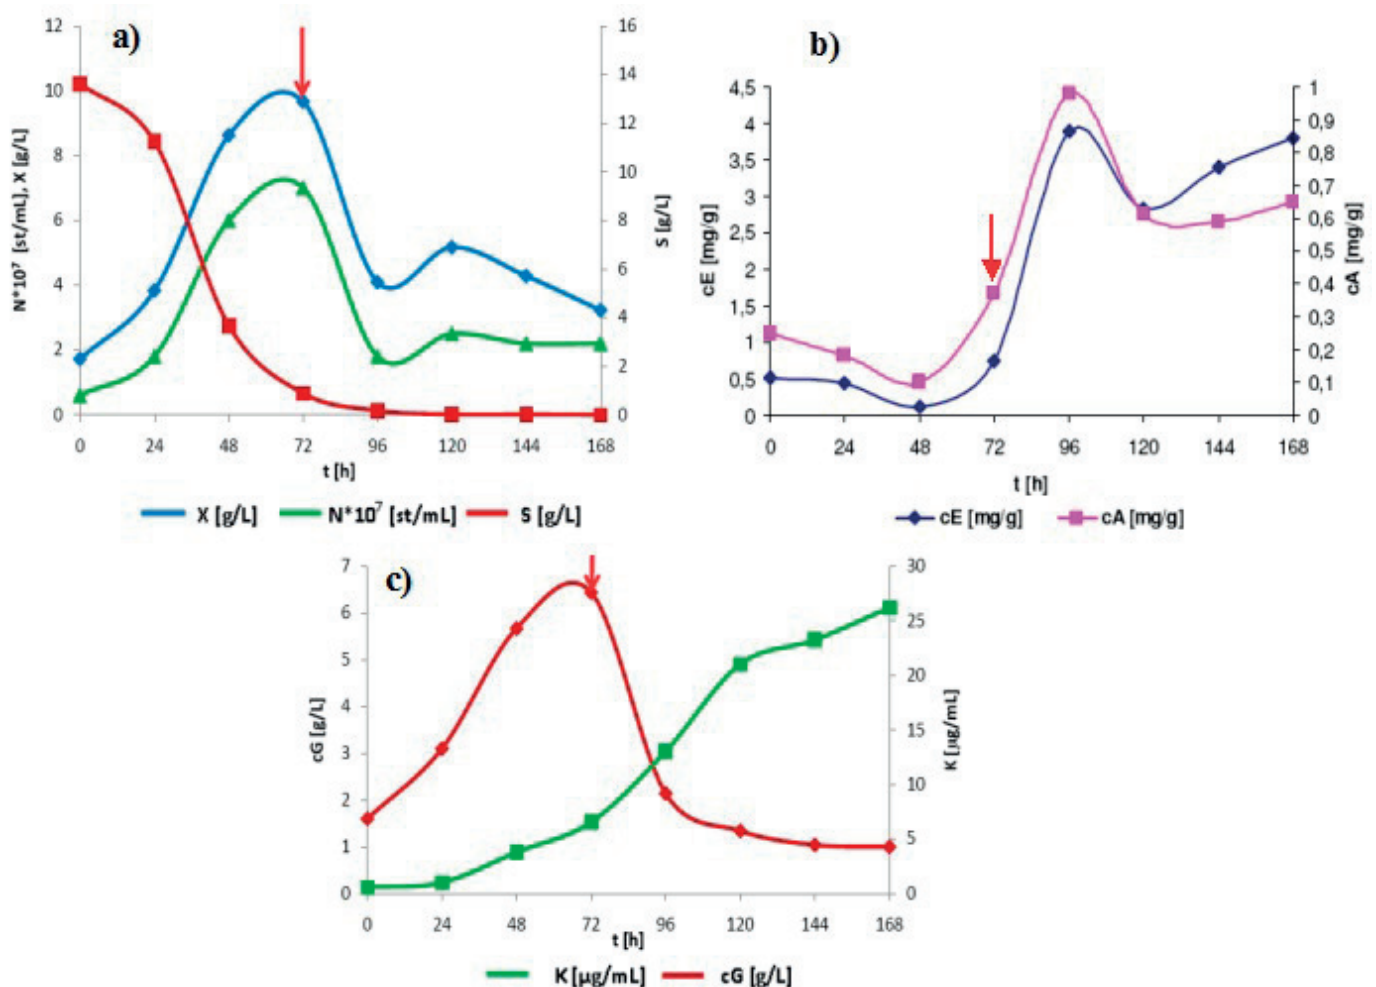 a)
12
10
8
6
4
2
0
N*10⁷ [st/mL], X [g/L]
16
14
12
10
8
6
4
2
0
S [g/L]
0 24 48 72 96 120 144 168
t [h]
X [g/L] N*10⁷ [st/mL] S [g/L]
b)
4,5
4
3,5
3
2,5
2
1,5
1
0,5
0
cE [mg/g]
1
0,9
0,8
0,7
0,6
0,5
0,4
0,3
0,2
0,1
0
cA [mg/g]
0 24 48 72 96 120 144 168
t [h]
cE [mg/g] cA [mg/g]
c)
7
6
5
4
3
2
1
0
cG [g/L]
30
25
20
15
10
5
0
K [µg/mL]
0 24 48 72 96 120 144 168
t [h]
K [µg/mL] cG [g/L]